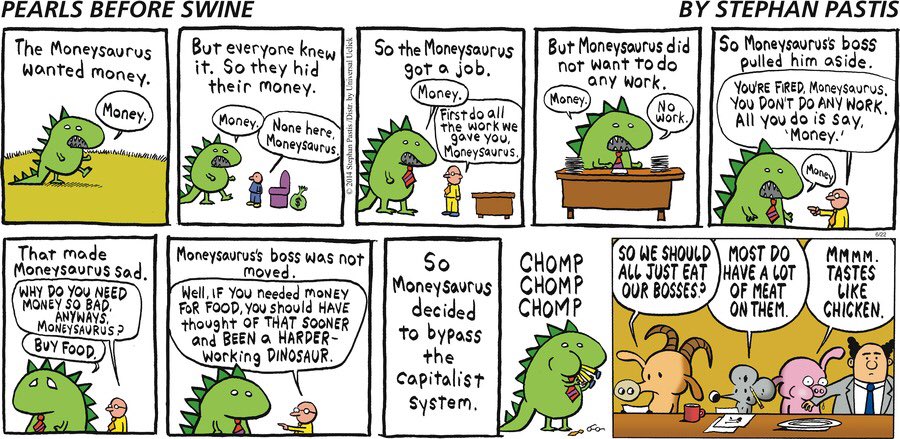 PEARLS BEFORE SWINE
BY STEPHAN PASTIS
The Moneysaurus
wanted money.
Money.
But everyone knew
it. So they hid
their money.
Money.
None here,
Moneysaurus.
$
© 2014 Stephan Pastis/Distr. by Universal Uclick
So the Moneysaurus
got a job.
Money.
First do all
the work we
gave you,
Moneysaurus.
But Moneysaurus did
not want to do
any work.
Money.
No
work.
So Moneysaurus's boss
pulled him aside.
YOU'RE FIRED, Moneysaurus.
YOU DON'T DO ANY WORK.
All you do is say,
'Money.'
Money
6/22
That made
Moneysaurus sad.
WHY DO YOU NEED
MONEY SO BAD,
ANYWAYS,
MONEYSAURUS?
BUY FOOD.
Moneysaurus's boss was not
moved.
Well, IF YOU needed MONEY
FOR FOOD, YOU should HAVE
thought OF THAT SOONER
and BEEN a HARDER-
Working DINOSAUR.
So
Moneysaurus
decided
to bypass
the
capitalist
system.
CHOMP
CHOMP
CHOMP
SO WE SHOULD
ALL JUST EAT
OUR BOSSES?
MOST DO
HAVE A LOT
OF MEAT
ON THEM.
MMMM.
TASTES
LIKE
CHICKEN.